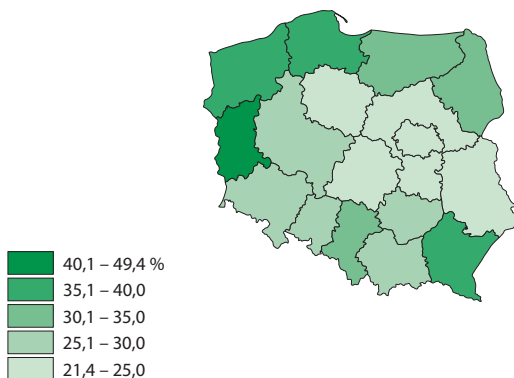 40,1 – 49,4 %
35,1 – 40,0
30,1 – 35,0
25,1 – 30,0
21,4 – 25,0